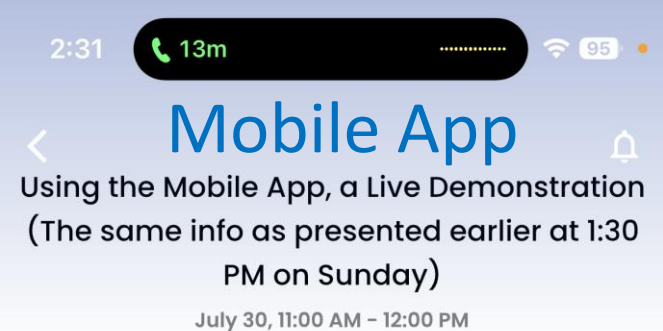 2:31 13m 95
Mobile App
Using the Mobile App, a Live Demonstration
(The same info as presented earlier at 1:30
PM on Sunday)
July 30, 11:00 AM - 12:00 PM